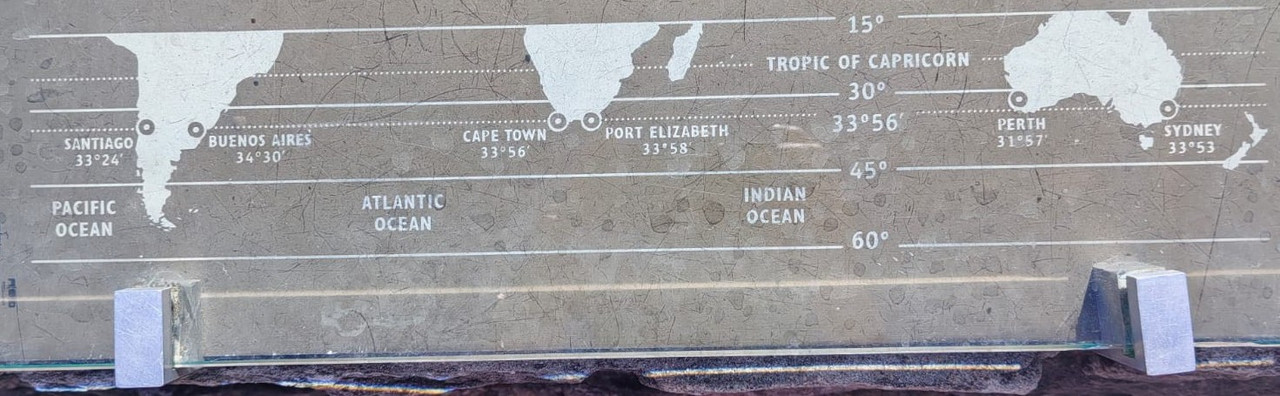 15°
TROPIC OF CAPRICORN
30°
33°56′
SANTIAGO
33°24′
BUENOS AIRES
34°30′
CAPE TOWN
33°56′
PORT ELIZABETH
33°58′
PERTH
31°57′
SYDNEY
33°53
45°
PACIFIC
OCEAN
ATLANTIC
OCEAN
INDIAN
OCEAN
60°